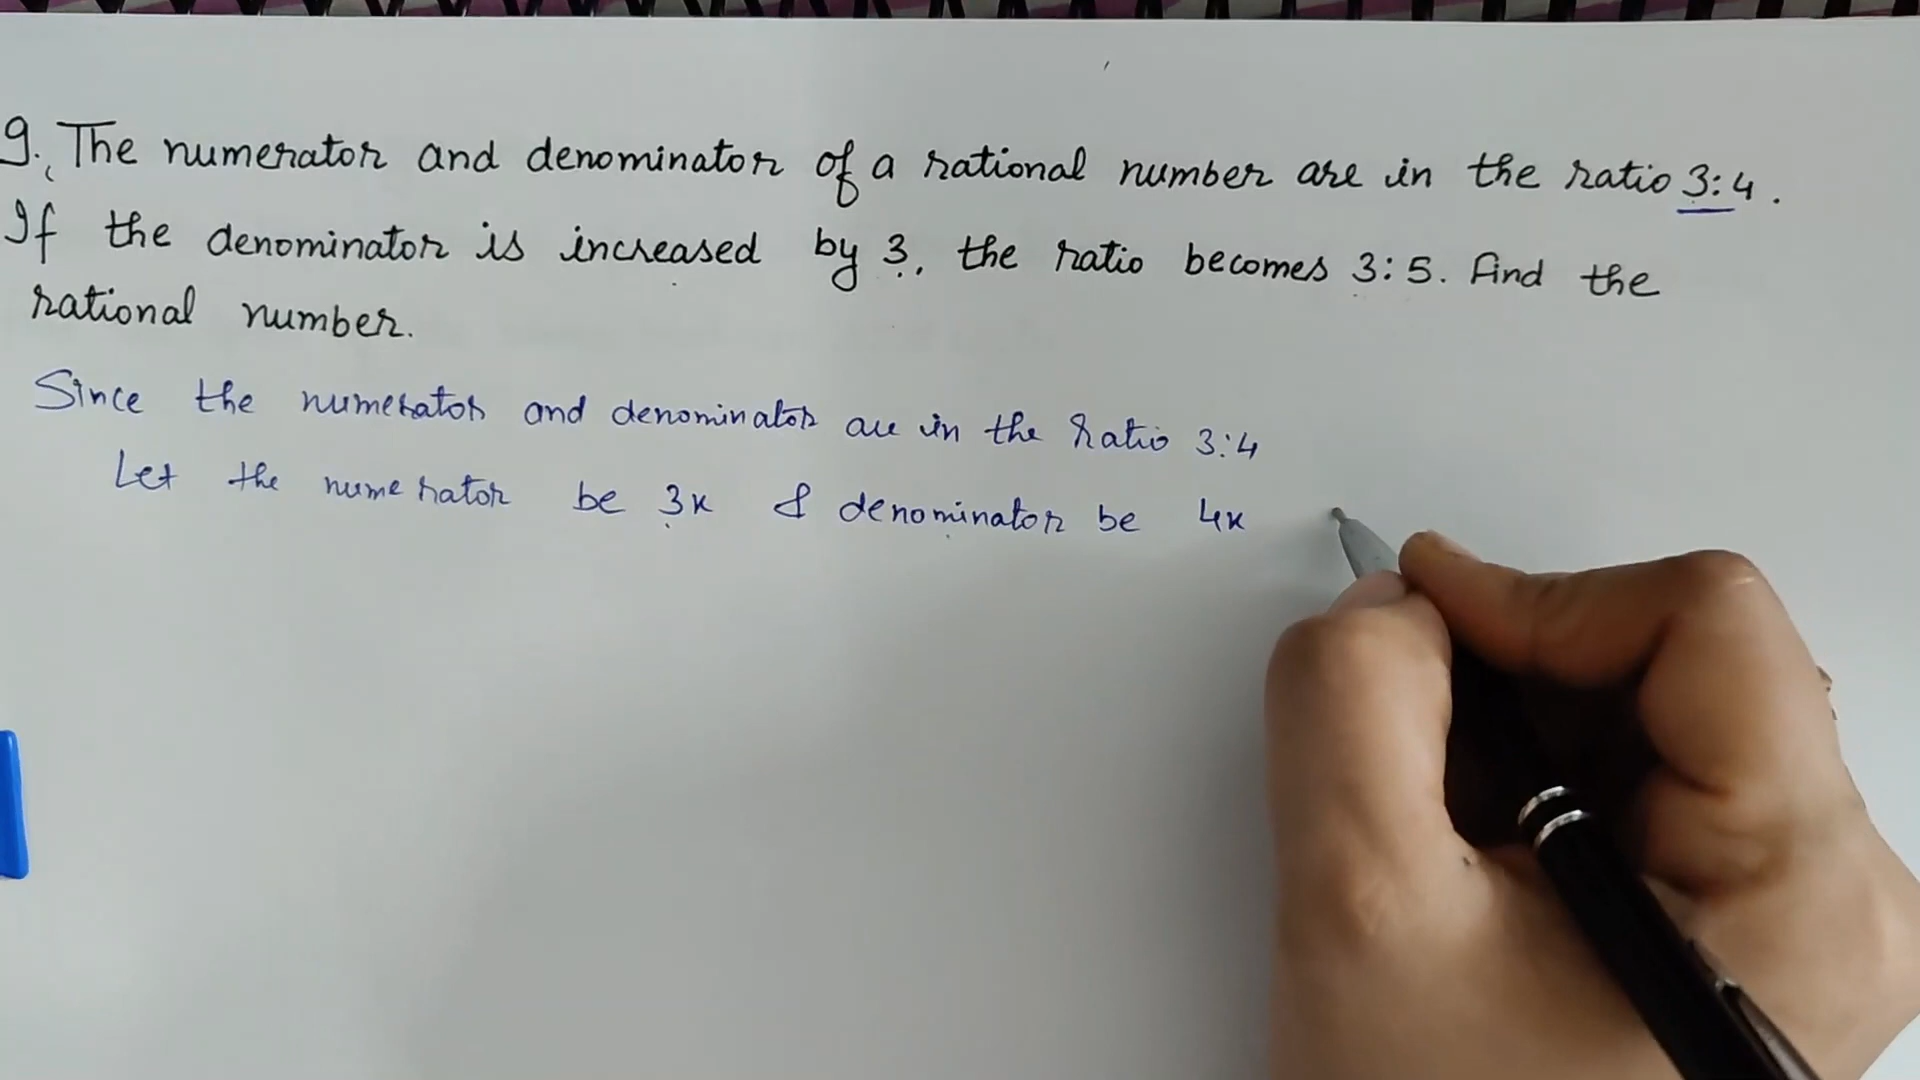 9. The numerator and denominator of a rational number are in the ratio 3:4.
If the denominator is increased by 3, the ratio becomes 3:5. Find the
rational number.
Since the numerator and denominator are in the ratio 3:4
Let the numerator be 3x & denominator be 4x